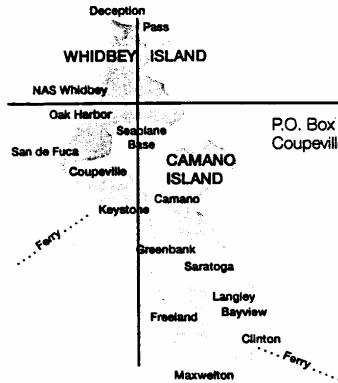 Deception
Pass
WHIDBEY ISLAND
NAS Whidbey
Oak Harbor
Seaplane
Base
P.O. Box
Coupevill
San de Fuca
CAMANO
ISLAND
Coupeville
Camano
Keystone
Ferry
Greenbank
Saratoga
Langley
Bayview
Freeland
Clinton
Ferry
Maxwelton